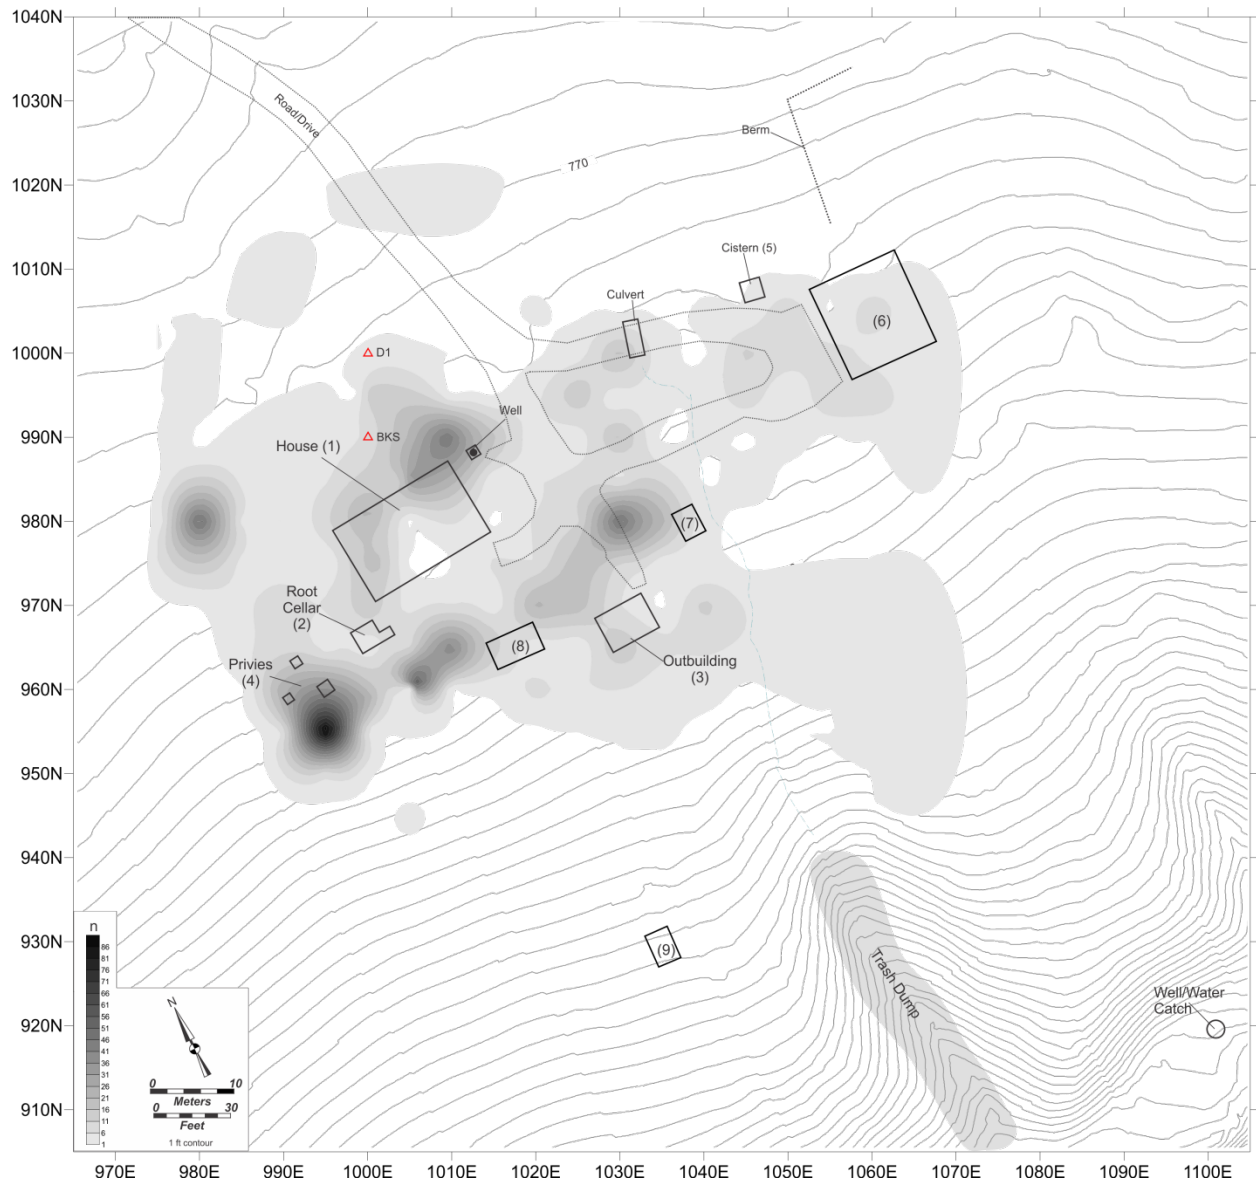 1040N
1030N
1020N
1010N
1000N
990N
980N
970N
960N
950N
940N
930N
920N
910N
Road/Drive
770
Berm
Cistern (5)
Culvert
(6)
D1
BKS
Well
House (1)
(7)
Root
Cellar
(2)
(8)
Privies
(4)
Outbuilding
(3)
(9)
Trash Dump
Well/Water
Catch
n
86
81
76
71
66
61
56
51
46
41
36
31
26
21
16
11
6
1
N
0 10
Meters
0 30
Feet
1 ft contour
970E 980E 990E 1000E 1010E 1020E 1030E 1040E 1050E 1060E 1070E 1080E 1090E 1100E